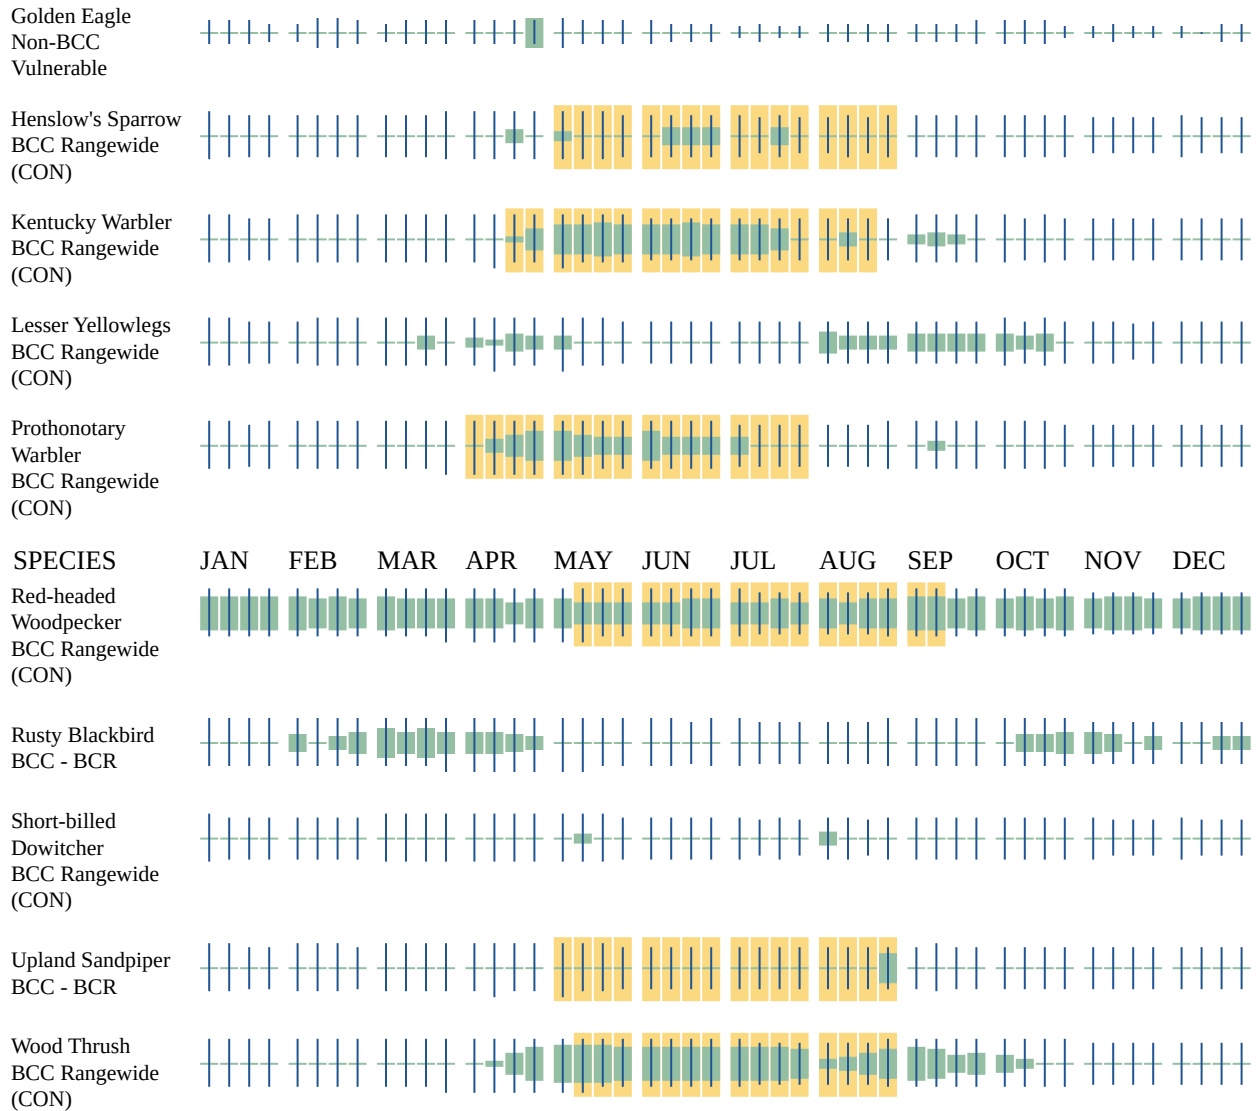 Golden Eagle
Non-BCC
Vulnerable
Henslow's Sparrow
BCC Rangewide
(CON)
Kentucky Warbler
BCC Rangewide
(CON)
Lesser Yellowlegs
BCC Rangewide
(CON)
Prothonotary
Warbler
BCC Rangewide
(CON)
SPECIES JAN FEB MAR APR MAY JUN JUL AUG SEP OCT NOV DEC
Red-headed
Woodpecker
BCC Rangewide
(CON)
Rusty Blackbird
BCC - BCR
Short-billed
Dowitcher
BCC Rangewide
(CON)
Upland Sandpiper
BCC - BCR
Wood Thrush
BCC Rangewide
(CON)